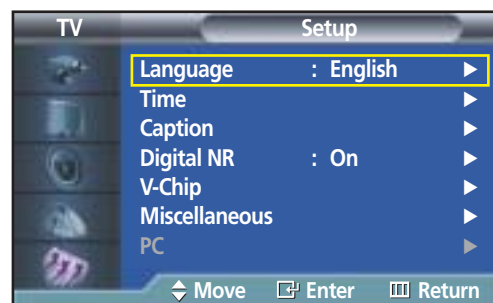 TV Setup
Language : English
Time
Caption
Digital NR : On
V-Chip
Miscellaneous
PC
Move Enter Return